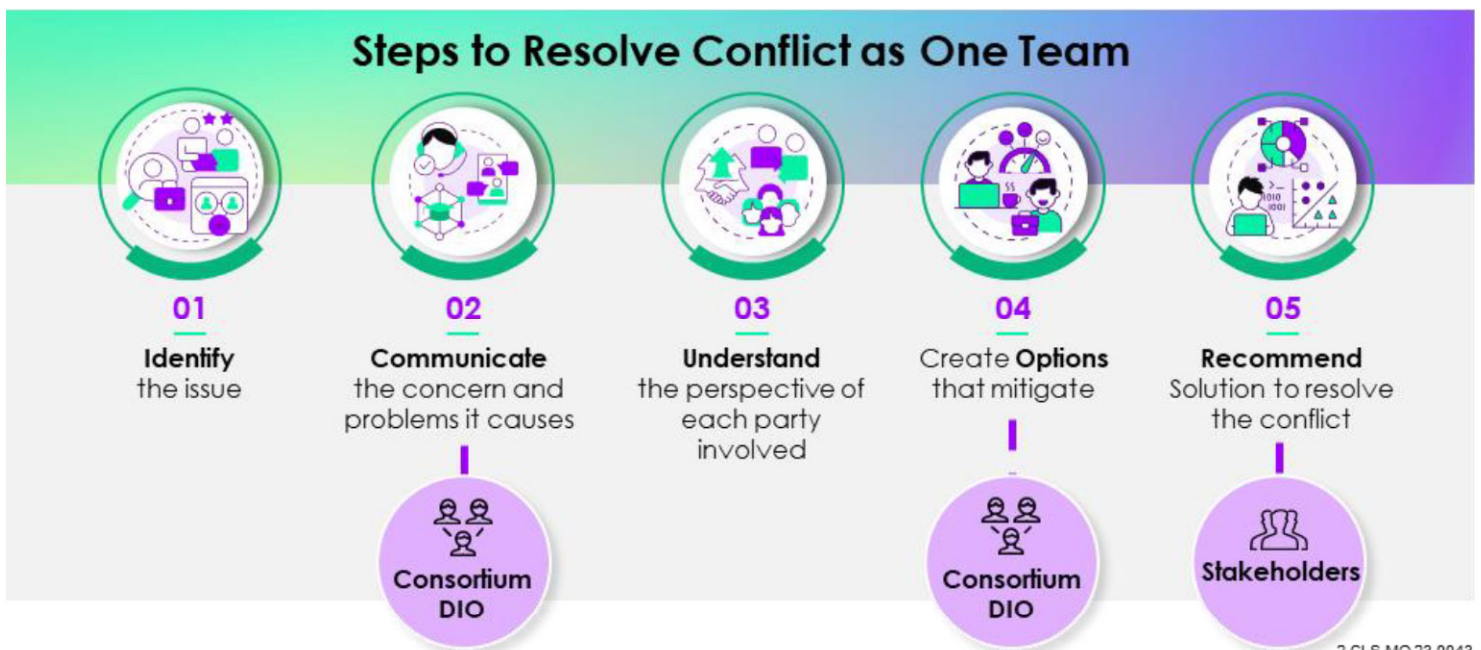 Steps to Resolve Conflict as One Team
>_
1010
1001
01
Identify
the issue
02
Communicate
the concern and
problems it causes
03
Understand
the perspective of
each party
involved
04
Create Options
that mitigate
05
Recommend
Solution to resolve
the conflict
Consortium
DIO
Consortium
DIO
Stakeholders